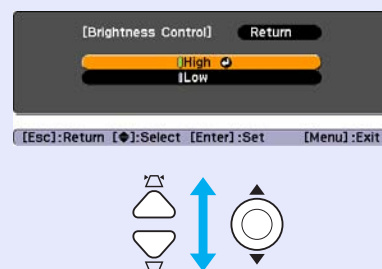 [Brightness Control] Return
High
Low
[Esc]:Return [◆]:Select [Enter]:Set [Menu]:Exit